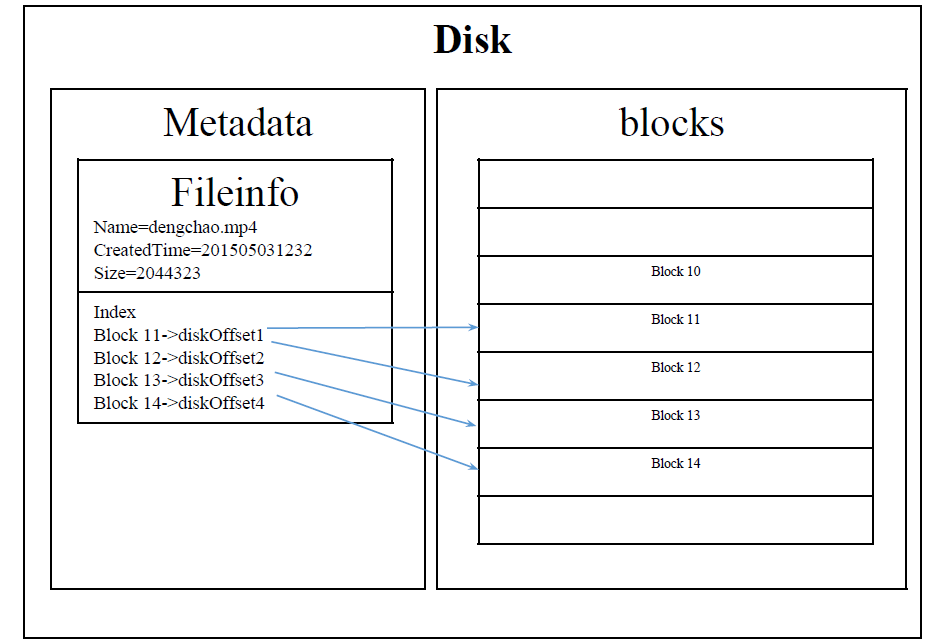 Disk
Metadata
Fileinfo
Name=dengchao.mp4
CreatedTime=201505031232
Size=2044323
Index
Block 11->diskOffset1
Block 12->diskOffset2
Block 13->diskOffset3
Block 14->diskOffset4
blocks
Block 10
Block 11
Block 12
Block 13
Block 14